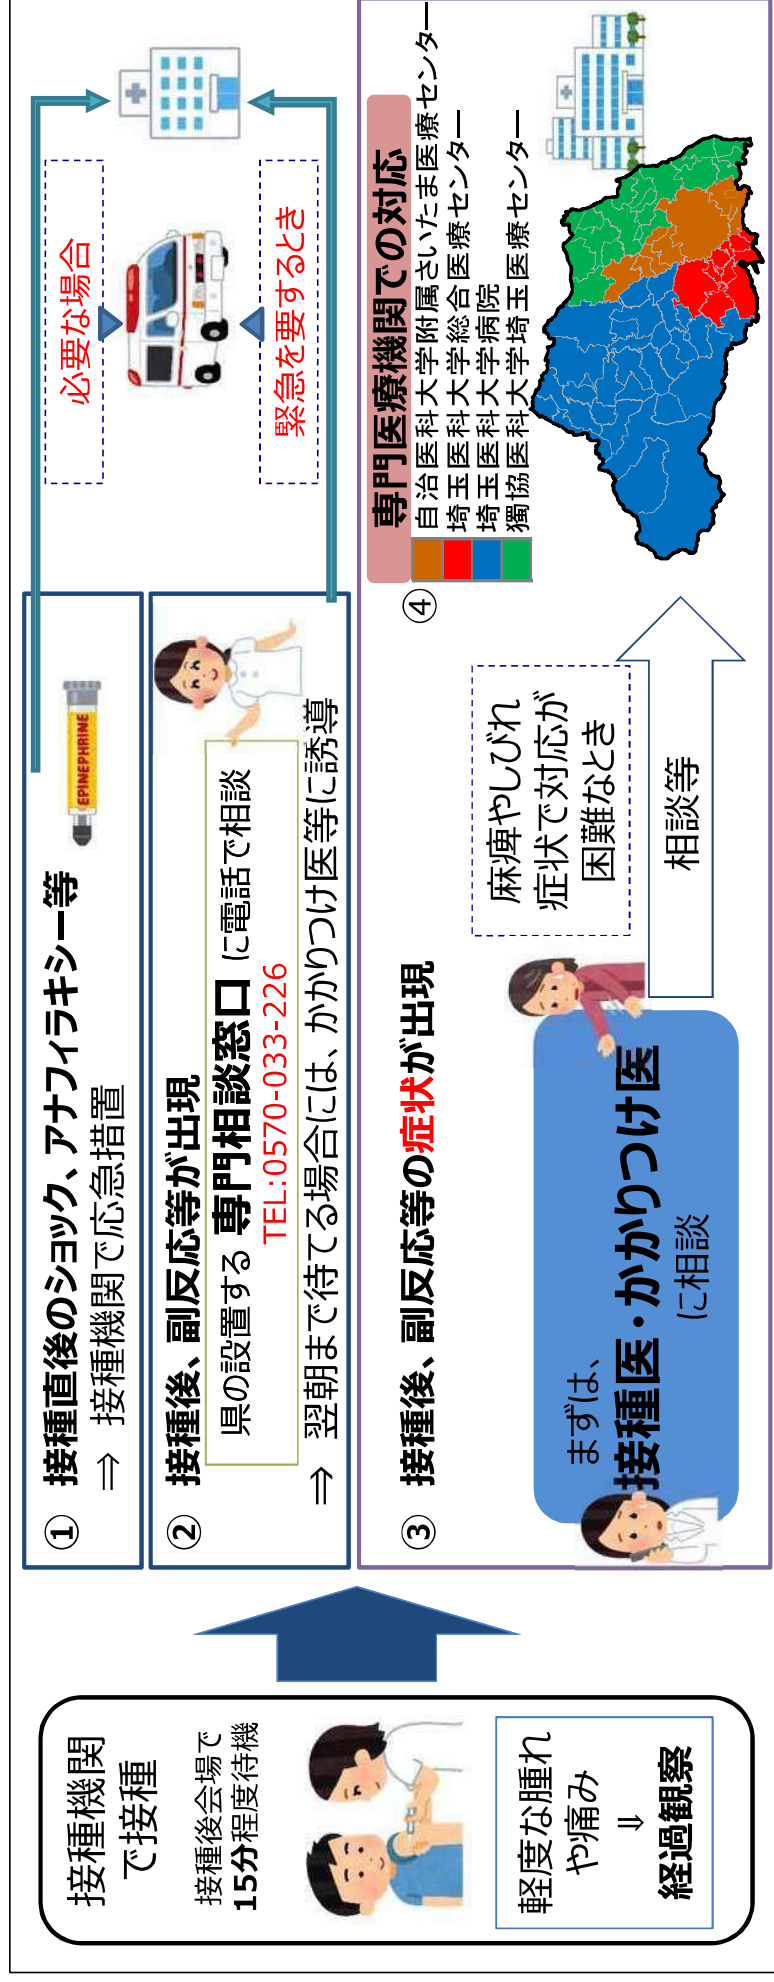 接種機関
で接種
接種後会場で
15分程度待機
軽度な腫れ
や痛み
⇒
経過観察
① 接種直後のショック、アナフィラキシー等
⇒ 接種機関で応急措置
EPINEPHRINE
② 接種後、副反応等が出現
県の設置する 専門相談窓口 に電話で相談
TEL:0570-033-226
⇒ 翌朝まで待てる場合には、かかりつけ医等に誘導
必要な場合
緊急を要するとき
③ 接種後、副反応等の症状が出現
まずは、
接種医・かかりつけ医
に相談
麻痺やしびれ
症状で対応が
困難なとき
相談等
④ 専門医療機関での対応
自治医科大学附属さいたま医療センター
埼玉医科大学総合医療センター
埼玉医科大学病院
獨協医科大学埼玉医療センター